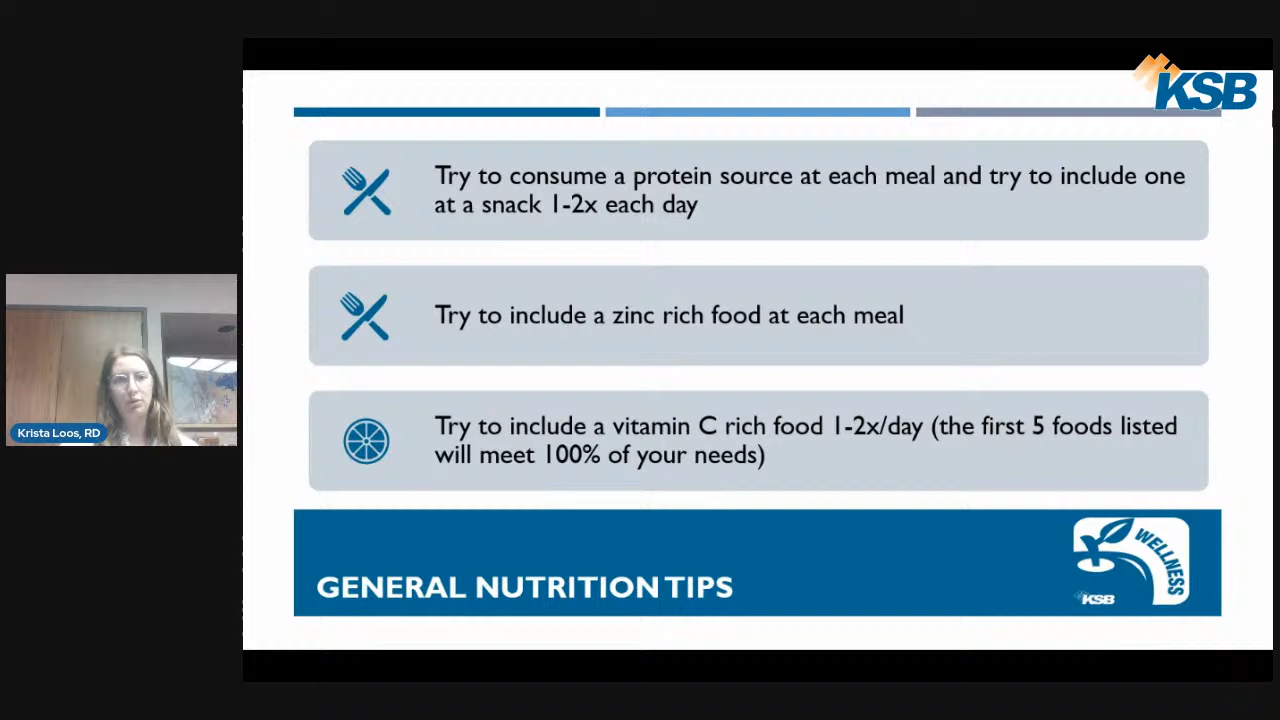 KSB
Try to consume a protein source at each meal and try to include one
at a snack 1-2x each day
Try to include a zinc rich food at each meal
Try to include a vitamin C rich food 1-2x/day (the first 5 foods listed
will meet 100% of your needs)
Krista Loos, RD
GENERAL NUTRITION TIPS
WELLNESS
KSB